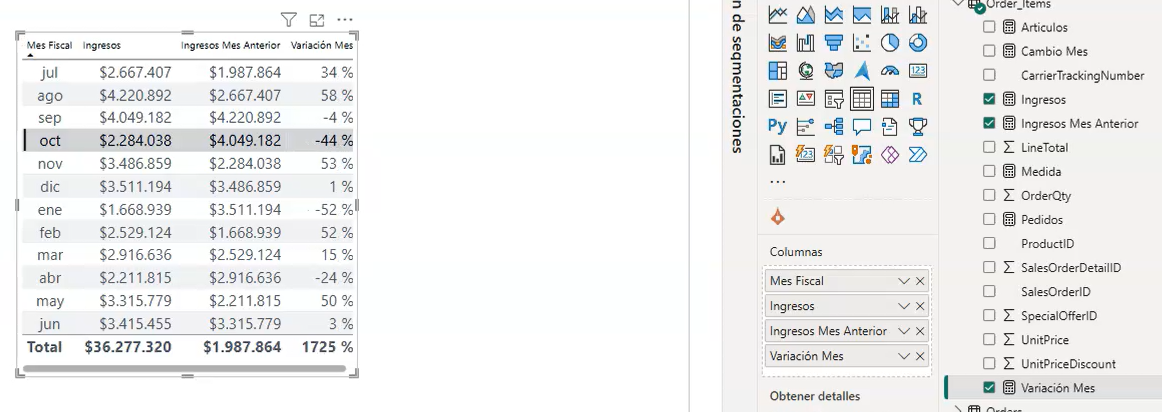 Mes Fiscal Ingresos Ingresos Mes Anterior Variación Mes
jul $2.667.407 $1.987.864 34 %
ago $4.220.892 $2.667.407 58 %
sep $4.049.182 $4.220.892 -4 %
oct $2.284.038 $4.049.182 -44 %
nov $3.486.859 $2.284.038 53 %
dic $3.511.194 $3.486.859 1 %
ene $1.668.939 $3.511.194 -52 %
feb $2.529.124 $1.668.939 52 %
mar $2.916.636 $2.529.124 15 %
abr $2.211.815 $2.916.636 -24 %
may $3.315.779 $2.211.815 50 %
jun $3.415.455 $3.315.779 3 %
Total $36.277.320 $1.987.864 1725 %
n de segmentaciones
123
R
Py
123
...
Columnas
Mes Fiscal
Ingresos
Ingresos Mes Anterior
Variación Mes
Obtener detalles
Order_Items
Articulos
Cambio Mes
CarrierTrackingNumber
Ingresos
Ingresos Mes Anterior
LineTotal
Medida
OrderQty
Pedidos
ProductID
SalesOrderDetailID
SalesOrderID
SpecialOfferID
UnitPrice
UnitPriceDiscount
Variación Mes
Orders